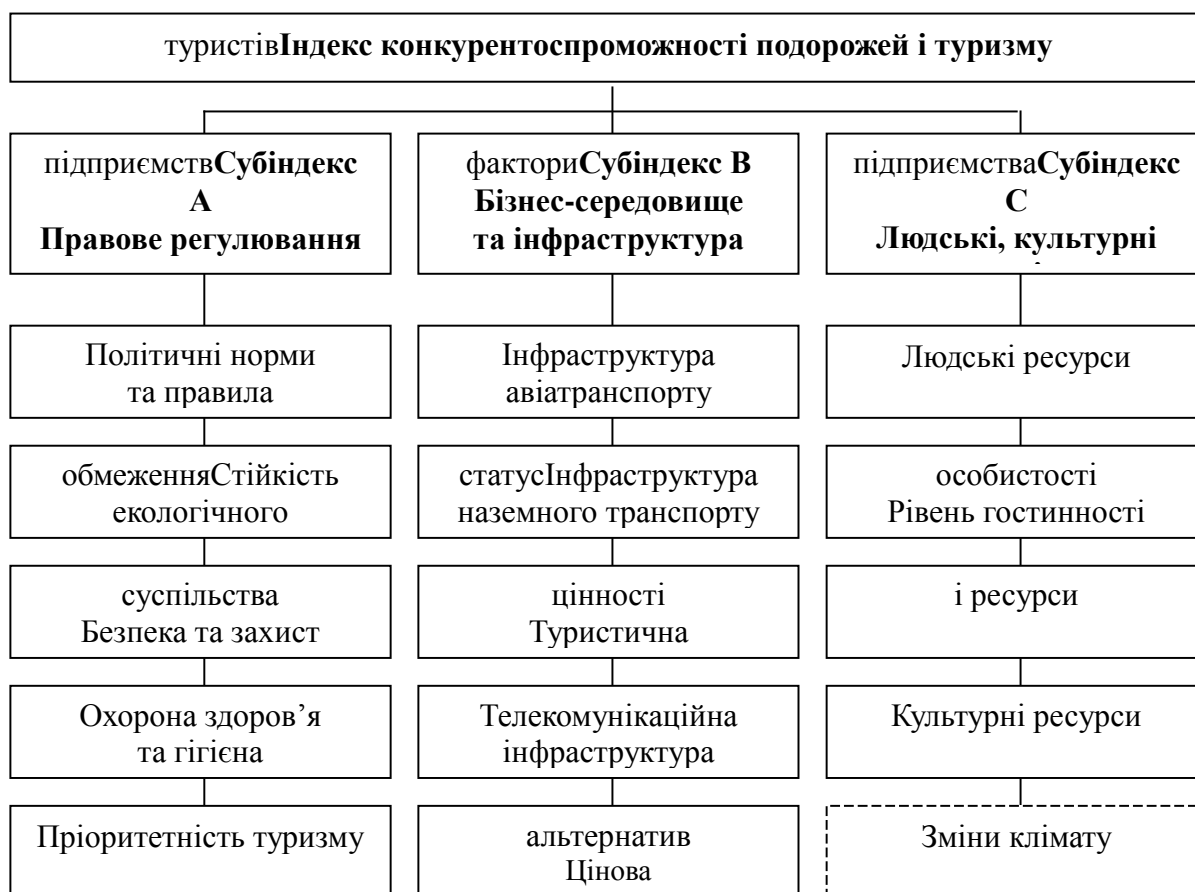 туристівІндекс конкурентоспроможності подорожей і туризму
підприємствСубіндекс
А
Правове регулювання
факториСубіндекс В
Бізнес-середовище
та інфраструктура
підприємстваСубіндекс
С
Людські, культурні
Політичні норми
та правила
Інфраструктура
авіатранспорту
Людські ресурси
обмеженняСтійкість
екологічного
статусІнфраструктура
наземного транспорту
особистості
Рівень гостинності
суспільства
Безпека та захист
цінності
Туристична
і ресурси
Охорона здоров’я
та гігієна
Телекомунікаційна
інфраструктура
Культурні ресурси
Пріоритетність туризму
альтернатив
Цінова
Зміни клімату